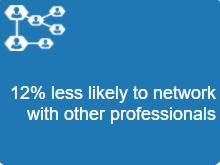 12% less likely to network
with other professionals